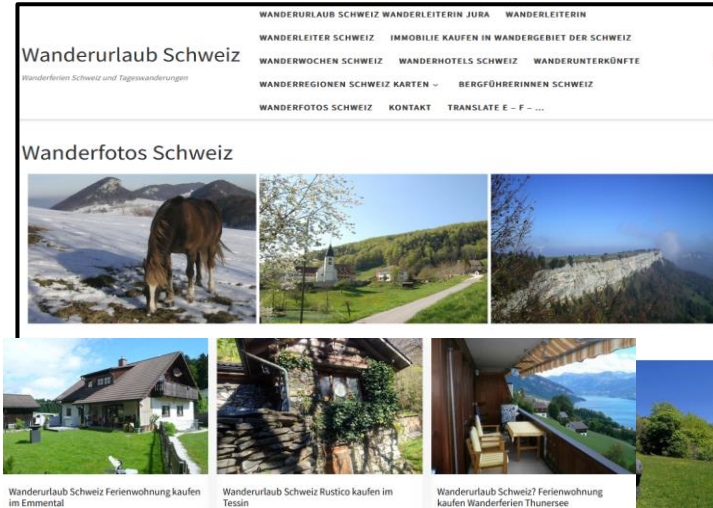 WANDERURLAUB SCHWEIZ WANDERLEITERIN JURA WANDERLEITERIN
WANDERLEITER SCHWEIZ IMMOBILIE KAUFEN IN WANDERGEBIET DER SCHWEIZ
Wanderurlaub Schweiz
WANDERWOCHEN SCHWEIZ WANDERHOTELS SCHWEIZ WANDERUNTERKÜNFTE
Wanderferien Schweiz und Tageswanderungen
WANDERREGIONEN SCHWEIZ KARTEN BERGFÜHRERINNEN SCHWEIZ
WANDERFOTOS SCHWEIZ KONTAKT TRANSLATE E – F – ...
Wanderfotos Schweiz
Wanderurlaub Schweiz Ferienwohnung kaufen
im Emmental
Wanderurlaub Schweiz Rustico kaufen im
Tessin
Wanderurlaub Schweiz? Ferienwohnung
kaufen Wanderferien Thunersee